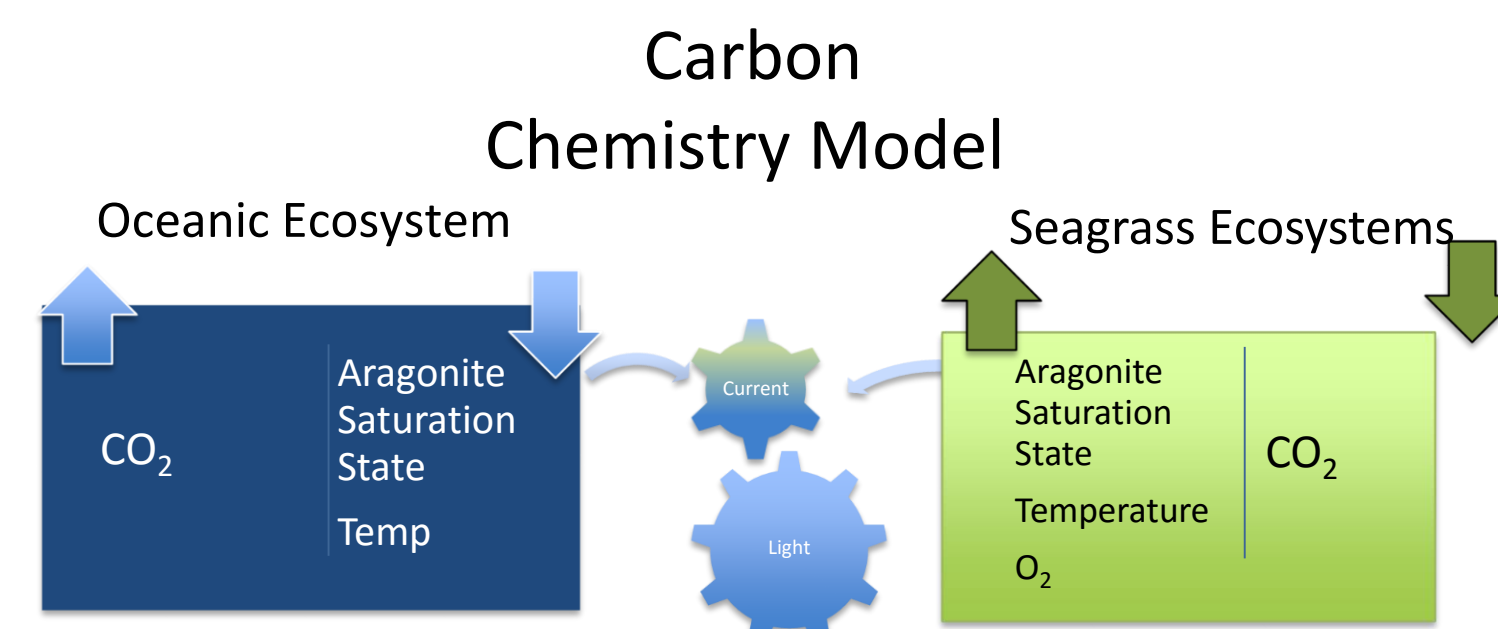 Carbon
Chemistry Model
Oceanic Ecosystem
Seagrass Ecosystems
CO₂
Aragonite
Saturation
State
Temp
Current
Light
Aragonite
Saturation
State
Temperature
O₂
CO₂